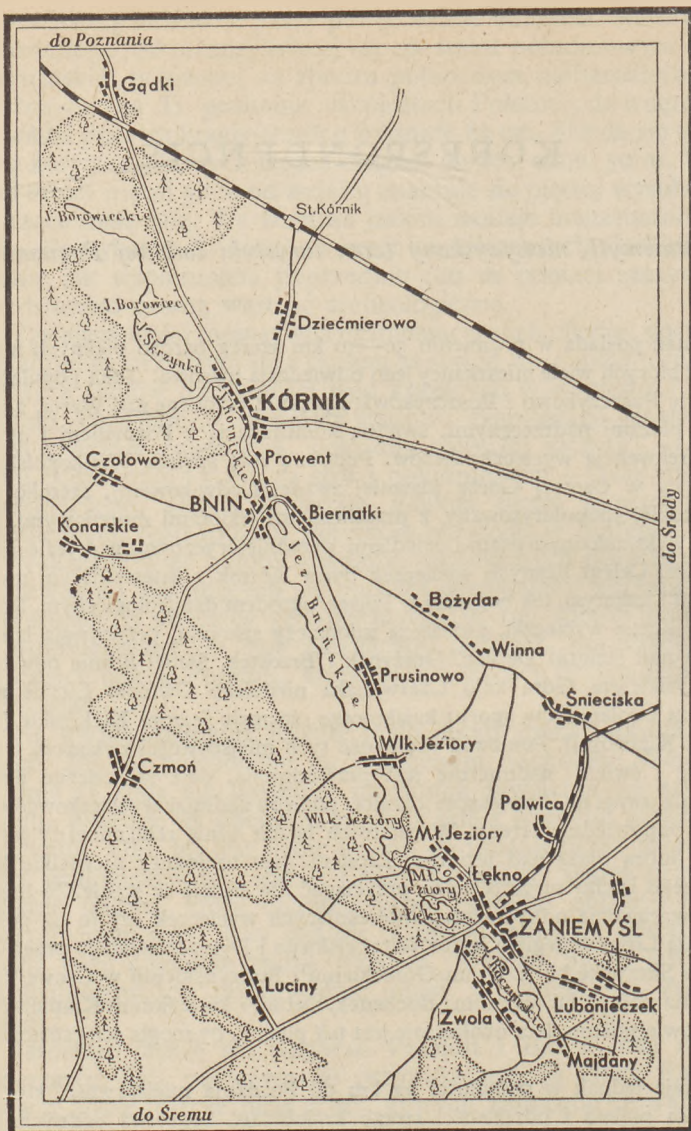 do Poznania
Gądki
J. Borowieckie
St. Kórnik
J. Borowiec
Dziećmierowo
J. Skrzynka
KÓRNIK
J. Kórnickie
Prowent
Czołowo
BNIN
Biernatki
Konarskie
do Środy
Jez. Bnińskie
Bożydar
Winna
Prusinowo
Śnieciska
Wlk. Jeziory
Czmoń
Polwica
Wlk. Jeziory
Mł. Jeziory
Łękno
Mł. Jeziory
J. Łękno
ZANIEMYŚL
Luciny
Lubonieczek
Zwola
Majdany
do Śremu